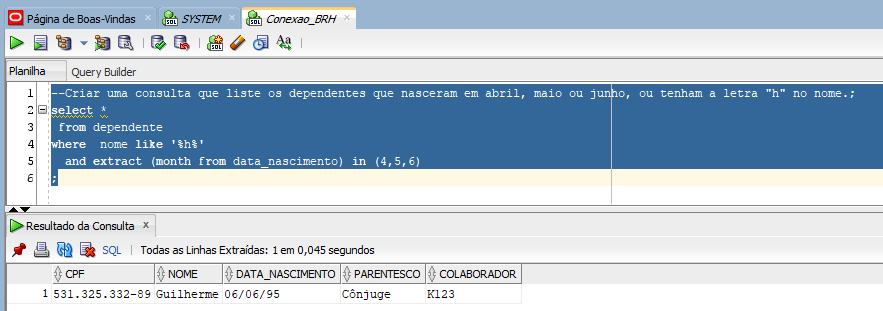 Página de Boas-Vindas SYSTEM Conexao_BRH
Planilha Query Builder
1 --Criar uma consulta que liste os dependentes que nasceram em abril, maio ou junho, ou tenham a letra "h" no nome.;
2 select *
3 from dependente
4 where nome like '%h%'
5 and extract (month from data_nascimento) in (4,5,6)
6 ;
Resultado da Consulta x
SQL | Todas as Linhas Extraídas: 1 em 0,045 segundos
CPF NOME DATA_NASCIMENTO PARENTESCO COLABORADOR
1 531.325.332-89 Guilherme 06/06/95 Cônjuge K123